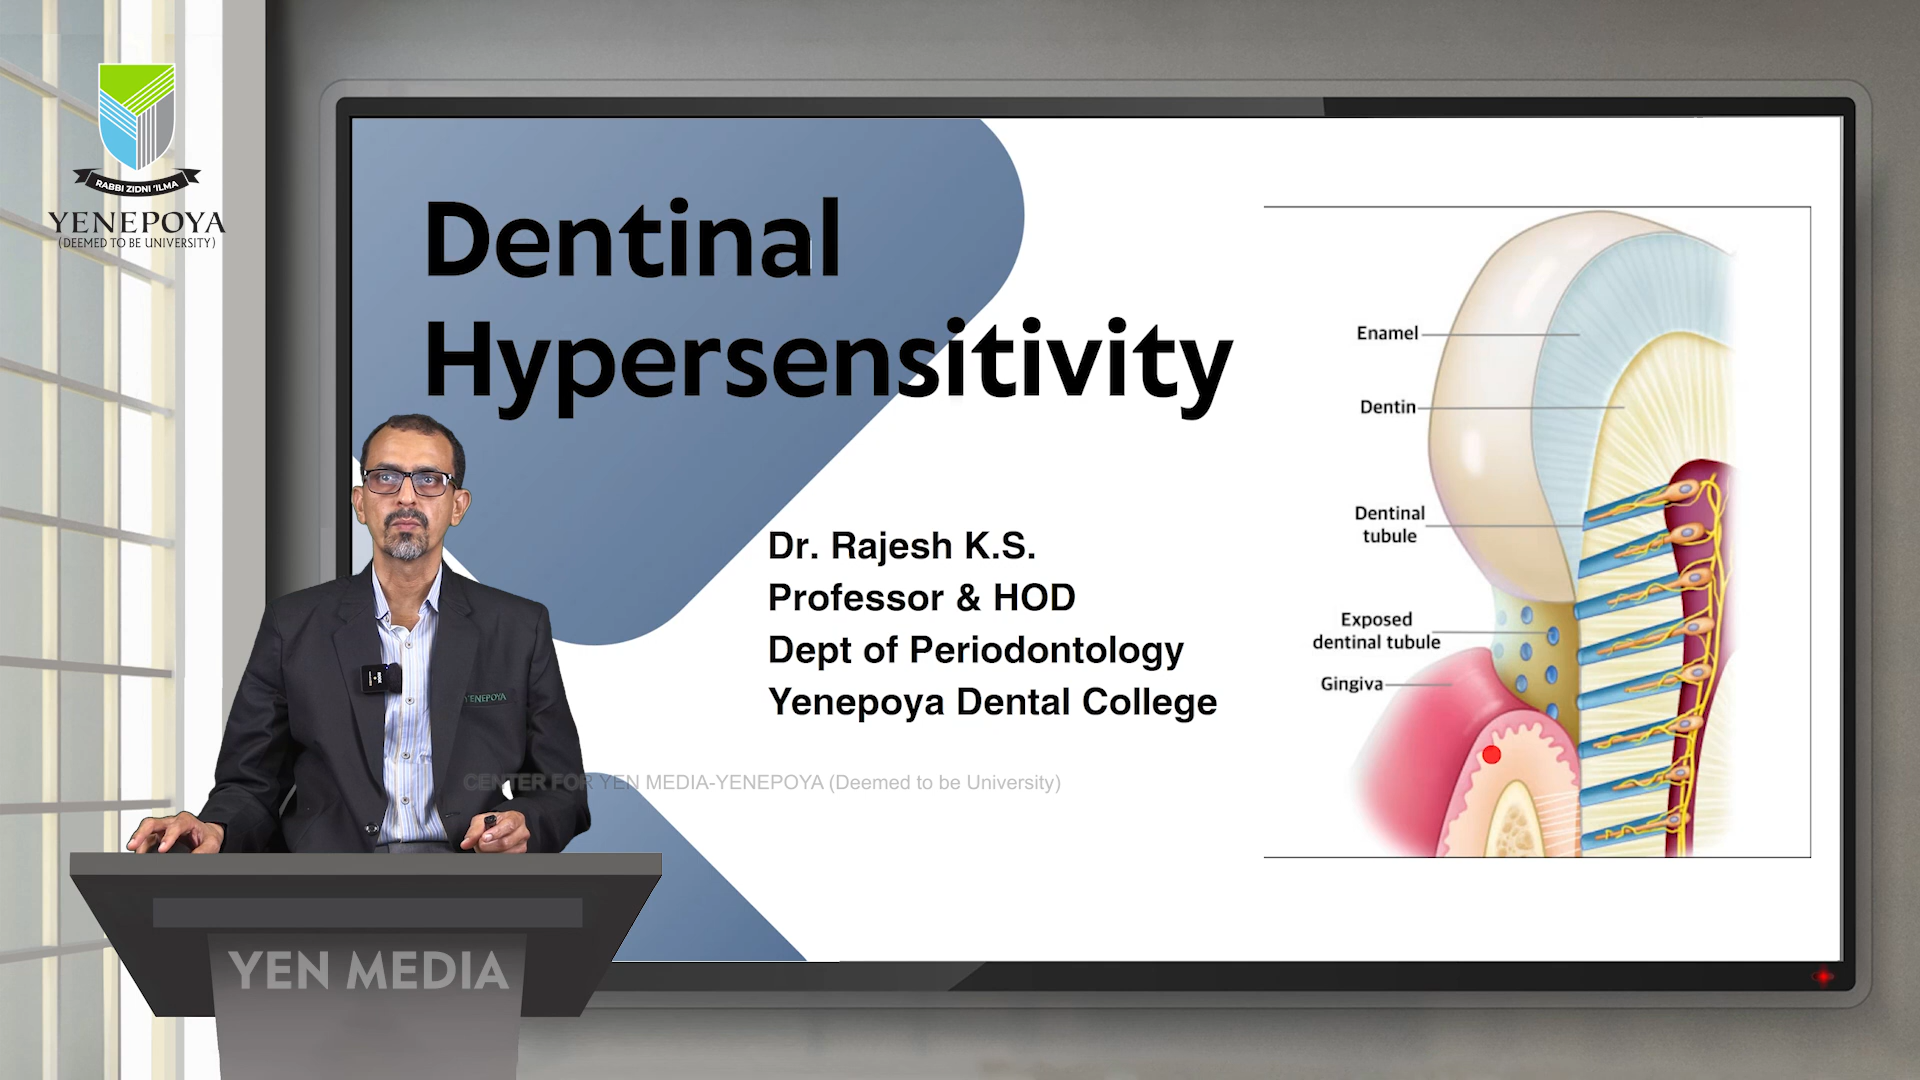 RABBI ZIDNI 'ILMA
YENEPOYA
(DEEMED TO BE UNIVERSITY)
Dentinal
Hypersensitivity
Dr. Rajesh K.S.
Professor & HOD
Dept of Periodontology
Yenepoya Dental College
Enamel
Dentin
Dentinal
tubule
Exposed
dentinal tubule
Gingiva
YENEPOYA
CENTER FOR YEN MEDIA-YENEPOYA (Deemed to be University)
YEN MEDIA